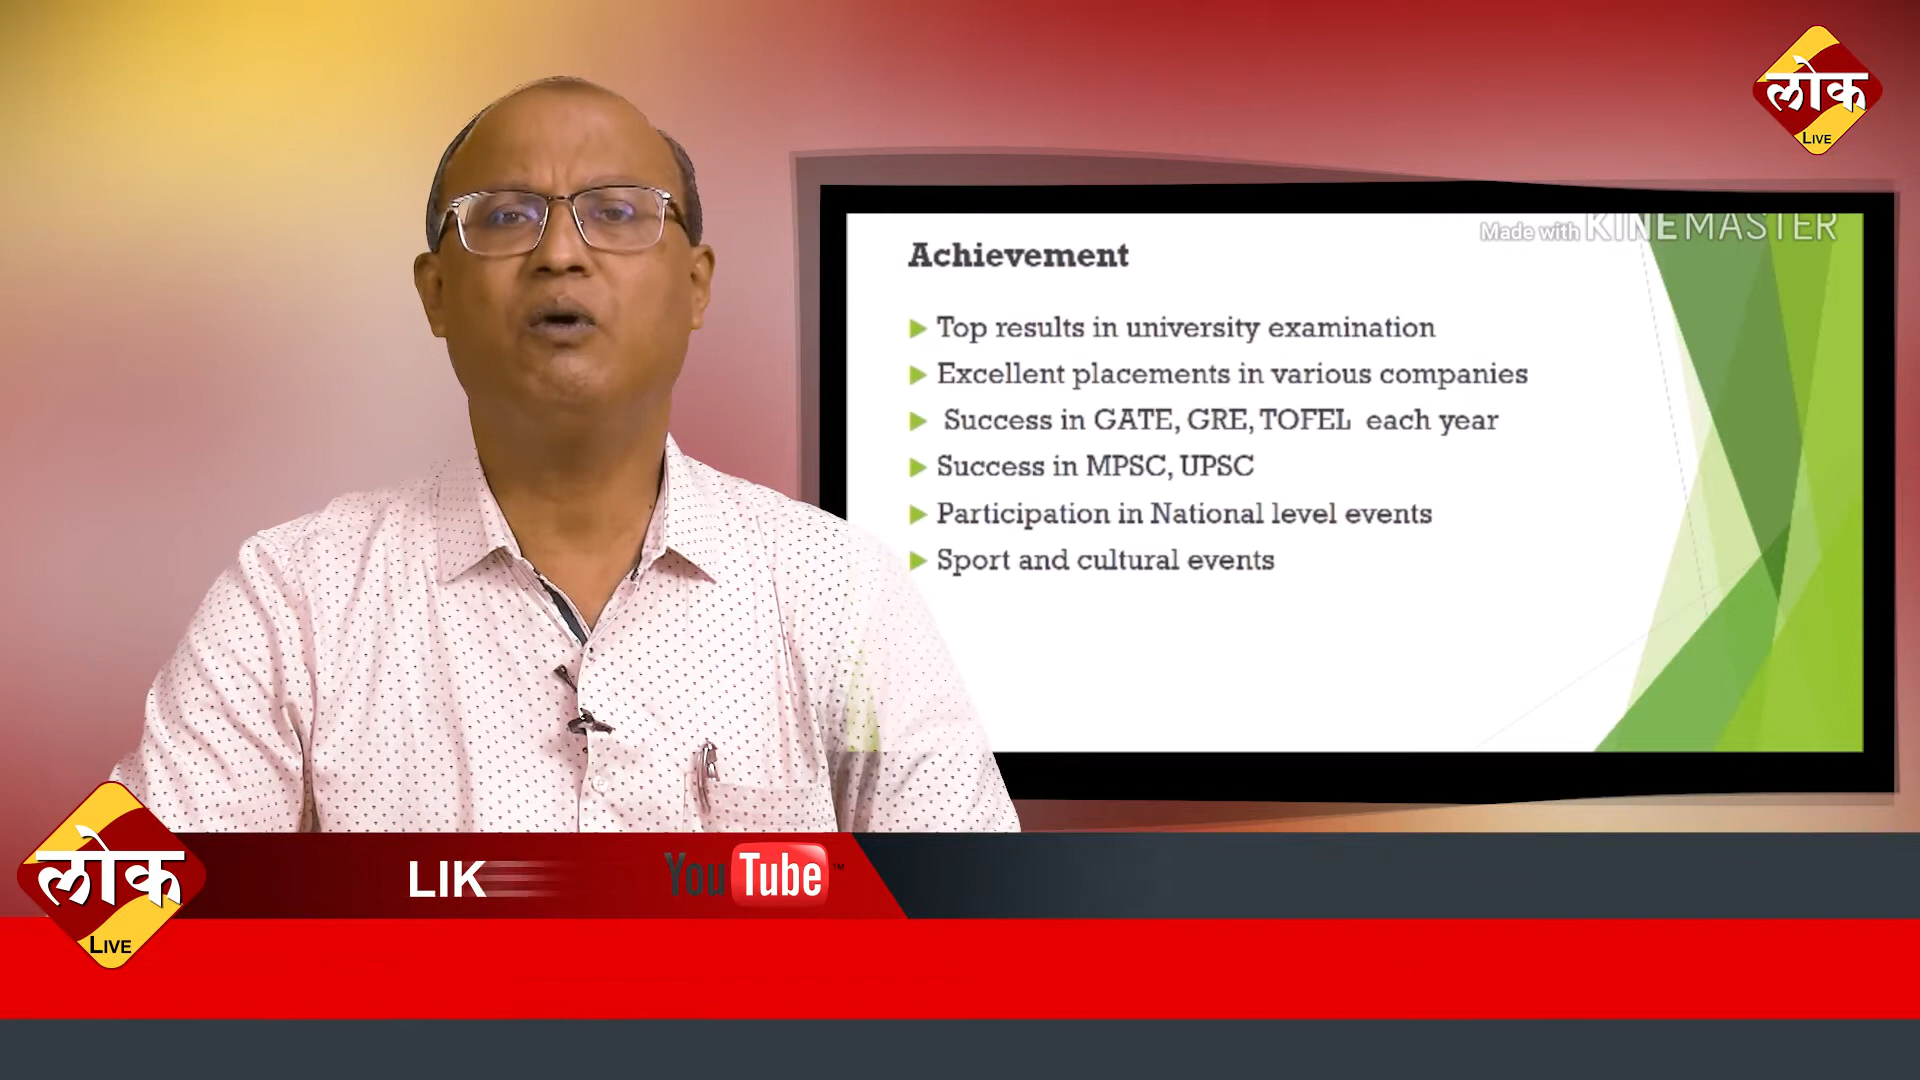 लोक
LIVE
Made with KINEMASTER
Achievement
Top results in university examination
Excellent placements in various companies
Success in GATE, GRE, TOFEL each year
Success in MPSC, UPSC
Participation in National level events
Sport and cultural events
लोक
LIVE
LIK
YouTube™